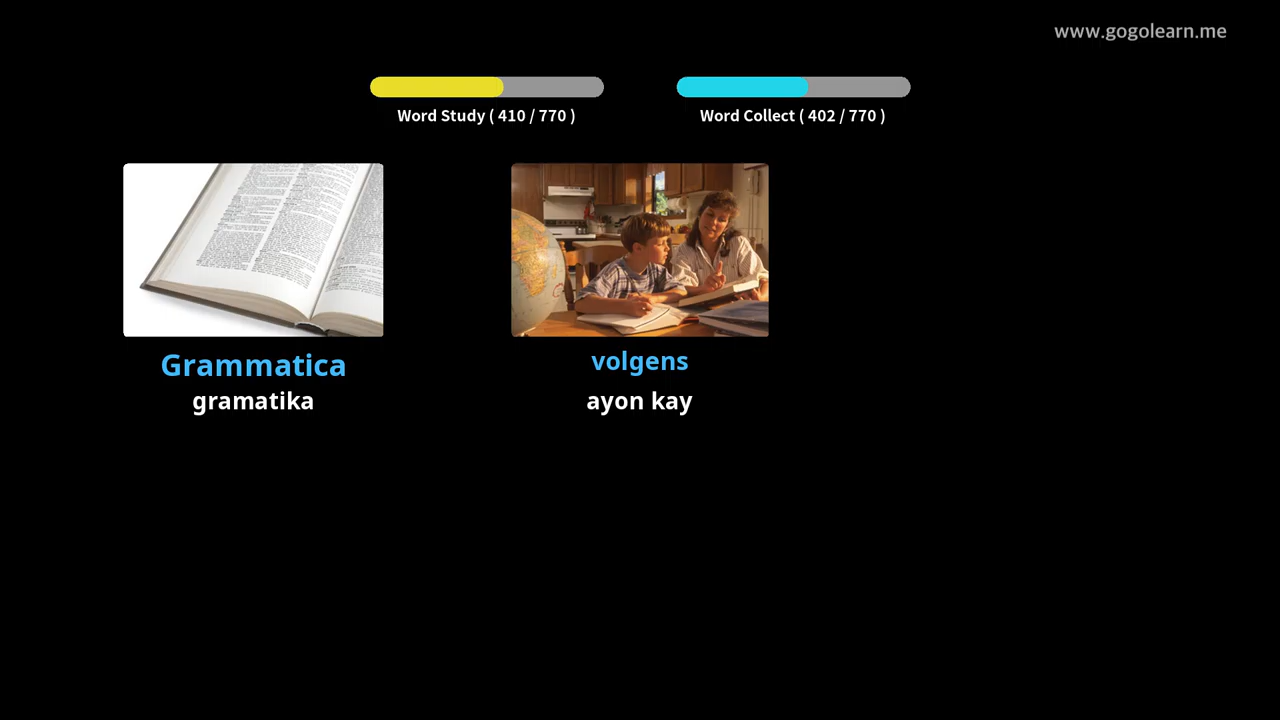 www.gogolearn.me
Word Study ( 410 / 770 )
Word Collect ( 402 / 770 )
Grammatica
gramatika
volgens
ayon kay